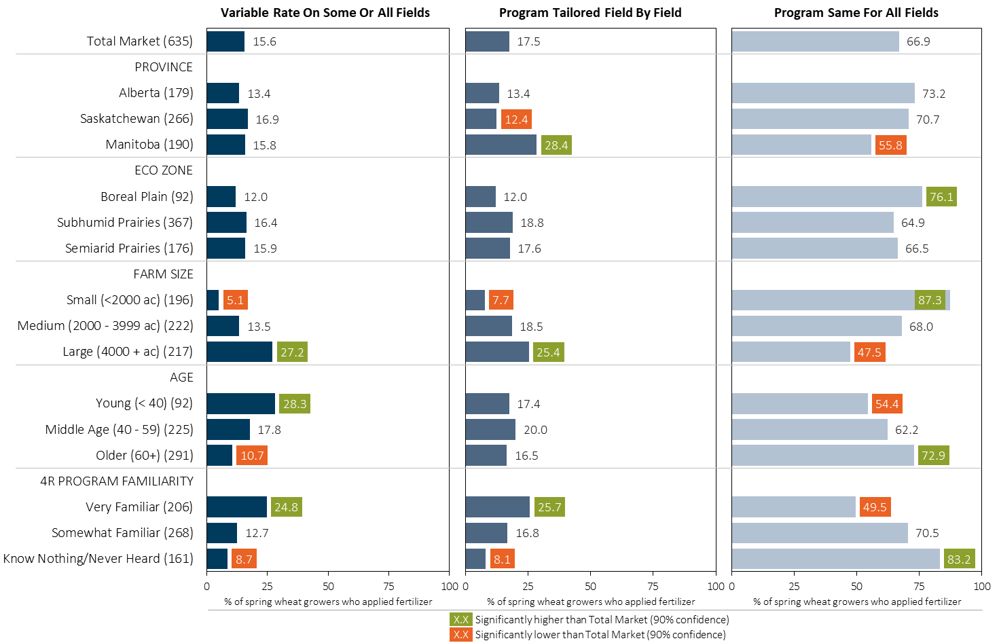 Variable Rate On Some Or All Fields Program Tailored Field By Field Program Same For All Fields
Total Market (635) 15.6 17.5 66.9
PROVINCE
Alberta (179) 13.4 13.4 73.2
Saskatchewan (266) 16.9 12.4 70.7
Manitoba (190) 15.8 28.4 55.8
ECO ZONE
Boreal Plain (92) 12.0 12.0 76.1
Subhumid Prairies (367) 16.4 18.8 64.9
Semiarid Prairies (176) 15.9 17.6 66.5
FARM SIZE
Small (<2000 ac) (196) 5.1 7.7 87.3
Medium (2000 - 3999 ac) (222) 13.5 18.5 68.0
Large (4000 + ac) (217) 27.2 25.4 47.5
AGE
Young (< 40) (92) 28.3 17.4 54.4
Middle Age (40 - 59) (225) 17.8 20.0 62.2
Older (60+) (291) 10.7 16.5 72.9
4R PROGRAM FAMILIARITY
Very Familiar (206) 24.8 25.7 49.5
Somewhat Familiar (268) 12.7 16.8 70.5
Know Nothing/Never Heard (161) 8.7 8.1 83.2
0 25 50 75 100 0 25 50 75 100 0 25 50 75 100
% of spring wheat growers who applied fertilizer % of spring wheat growers who applied fertilizer % of spring wheat growers who applied fertilizer
X.X Significantly higher than Total Market (90% confidence)
X.X Significantly lower than Total Market (90% confidence)